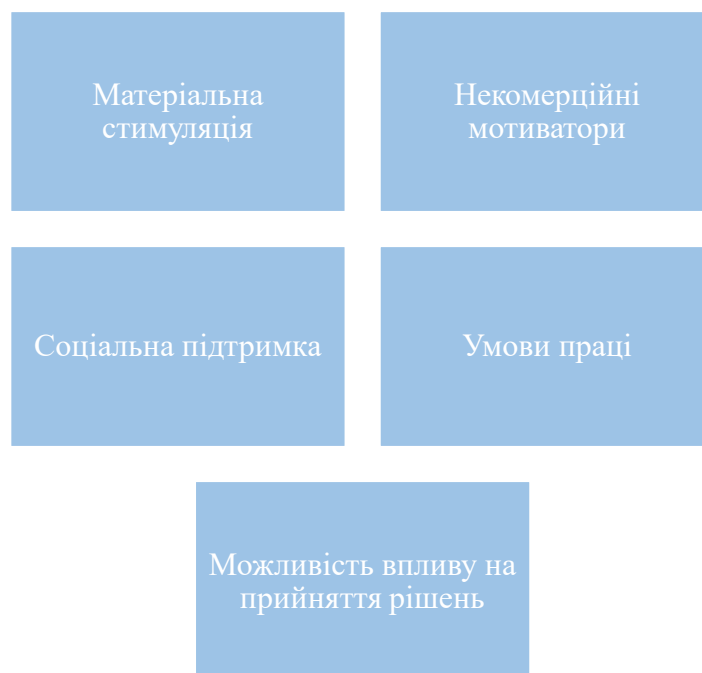 Матеріальна
стимуляція
Некомерційні
мотиватори
Соціальна підтримка
Умови праці
Можливість впливу на
прийняття рішень